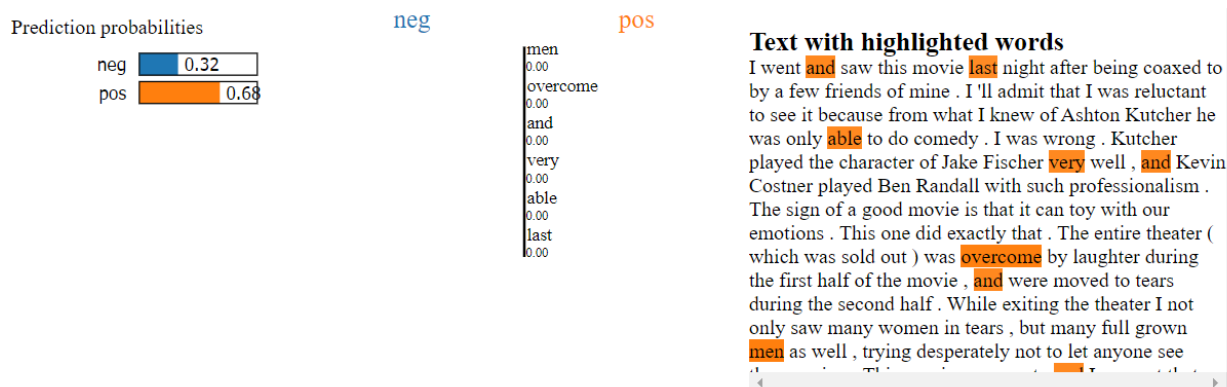 Prediction probabilities
neg 0.32
pos 0.68
neg pos
men
0.00
overcome
0.00
and
0.00
very
0.00
able
0.00
last
0.00
Text with highlighted words
I went and saw this movie last night after being coaxed to
by a few friends of mine . I 'll admit that I was reluctant
to see it because from what I knew of Ashton Kutcher he
was only able to do comedy . I was wrong . Kutcher
played the character of Jake Fischer very well , and Kevin
Costner played Ben Randall with such professionalism .
The sign of a good movie is that it can toy with our
emotions . This one did exactly that . The entire theater (
which was sold out ) was overcome by laughter during
the first half of the movie , and were moved to tears
during the second half . While exiting the theater I not
only saw many women in tears , but many full grown
men as well , trying desperately not to let anyone see